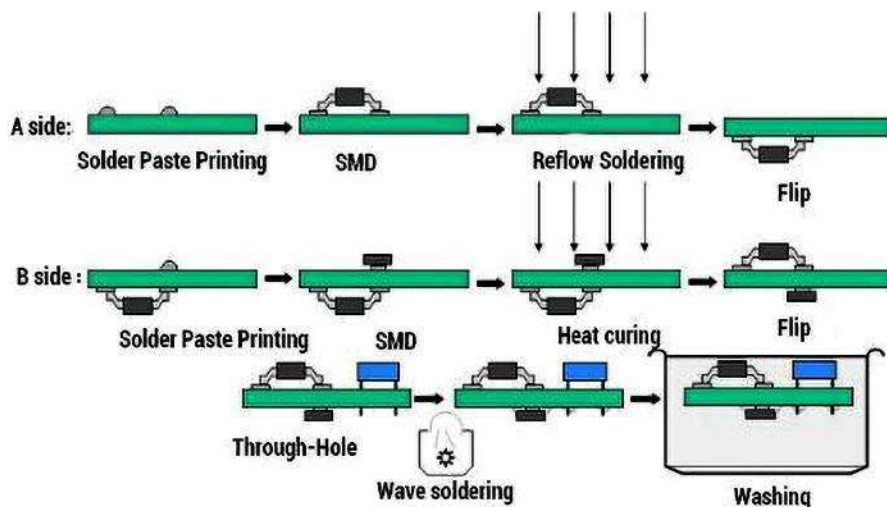 A side:
Solder Paste Printing
SMD
Reflow Soldering
Flip
B side :
Solder Paste Printing
SMD
Heat curing
Flip
Through-Hole
Wave soldering
Washing